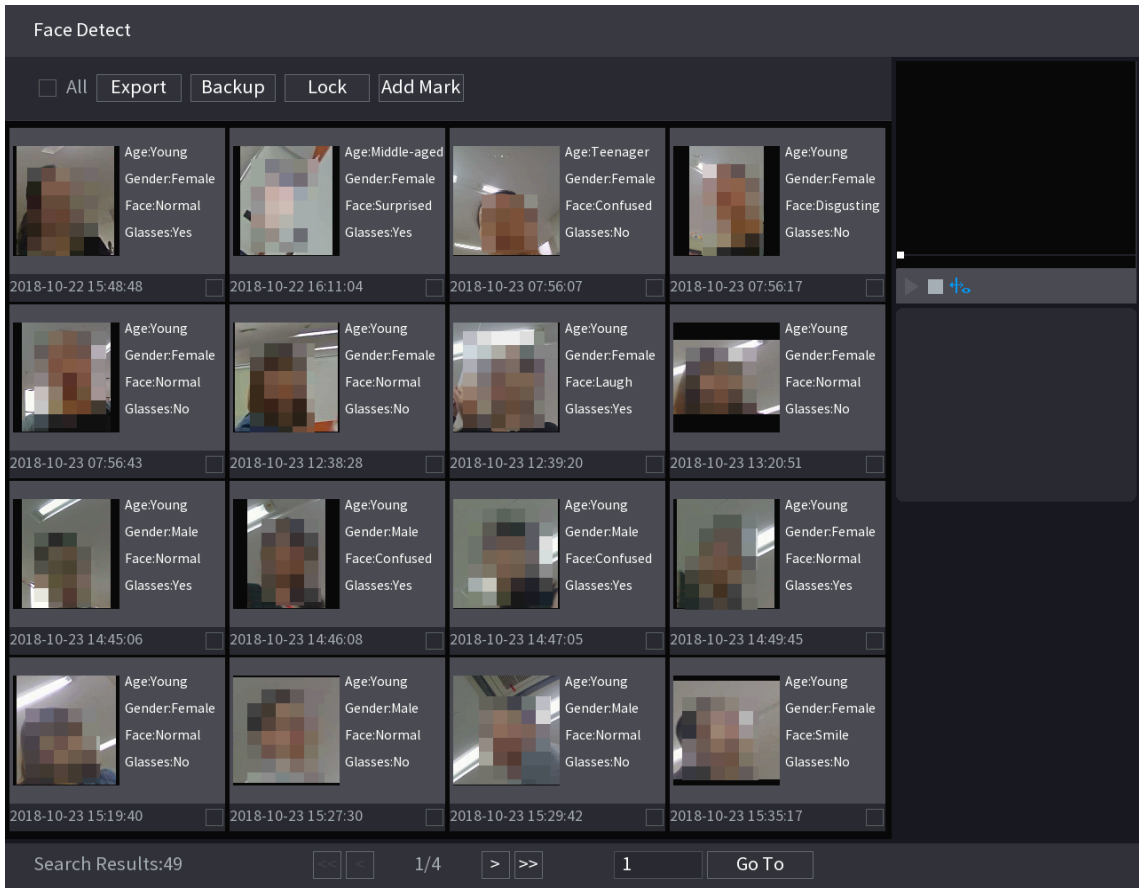 Face Detect
All Export Backup Lock Add Mark
Age:Young
Gender:Female
Face:Normal
Glasses:Yes
2018-10-22 15:48:48
Age:Middle-aged
Gender:Female
Face:Surprised
Glasses:Yes
2018-10-22 16:11:04
Age:Teenager
Gender:Female
Face:Confused
Glasses:No
2018-10-23 07:56:07
Age:Young
Gender:Female
Face:Disgusting
Glasses:No
2018-10-23 07:56:17
Age:Young
Gender:Female
Face:Normal
Glasses:No
2018-10-23 07:56:43
Age:Young
Gender:Female
Face:Normal
Glasses:No
2018-10-23 12:38:28
Age:Young
Gender:Female
Face:Laugh
Glasses:Yes
2018-10-23 12:39:20
Age:Young
Gender:Female
Face:Normal
Glasses:No
2018-10-23 13:20:51
Age:Young
Gender:Male
Face:Normal
Glasses:Yes
2018-10-23 14:45:06
Age:Young
Gender:Male
Face:Confused
Glasses:Yes
2018-10-23 14:46:08
Age:Young
Gender:Male
Face:Confused
Glasses:Yes
2018-10-23 14:47:05
Age:Young
Gender:Female
Face:Normal
Glasses:Yes
2018-10-23 14:49:45
Age:Young
Gender:Female
Face:Normal
Glasses:No
2018-10-23 15:19:40
Age:Young
Gender:Male
Face:Normal
Glasses:No
2018-10-23 15:27:30
Age:Young
Gender:Male
Face:Normal
Glasses:No
2018-10-23 15:29:42
Age:Young
Gender:Female
Face:Smile
Glasses:No
2018-10-23 15:35:17
Search Results:49 << < 1/4 > >> 1 Go To